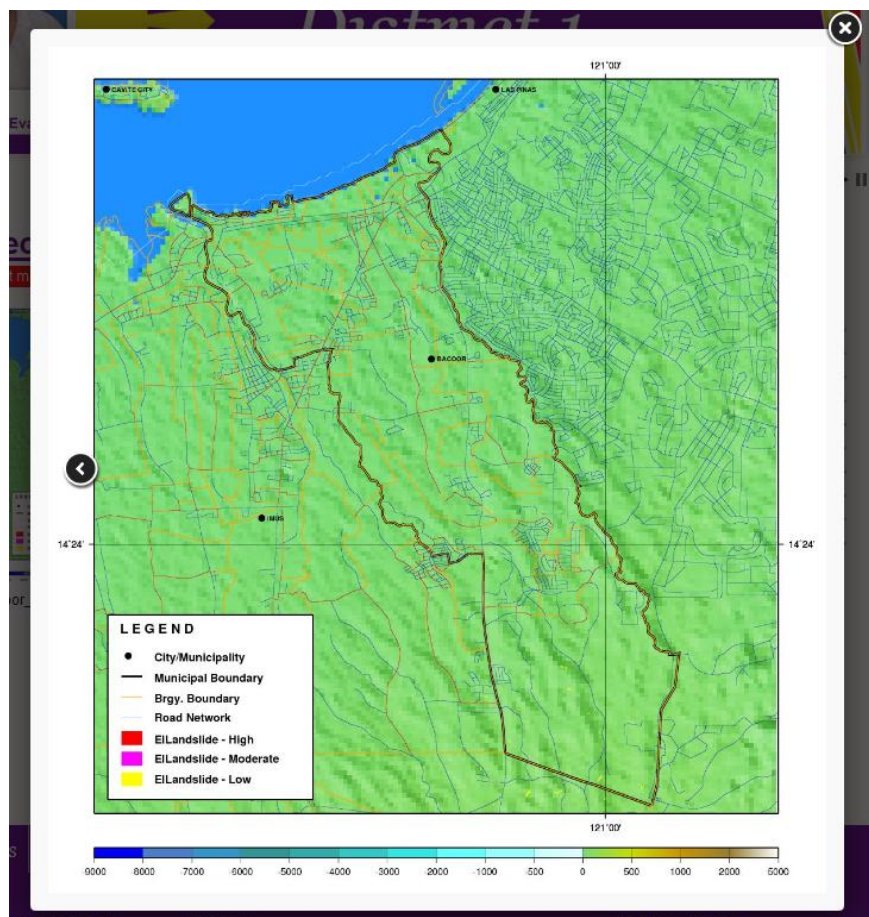 District 1
121°00'
CAVITE CITY
LAS PINAS
BACOOR
IMUS
14°24'
14°24'
LEGEND
City/Municipality
Municipal Boundary
Brgy. Boundary
Road Network
EILandslide - High
EILandslide - Moderate
EILandslide - Low
121°00'
-9000 -8000 -6000 -5000 -4000 -3000 -2000 -1000 -500 0 500 1000 2000 5000